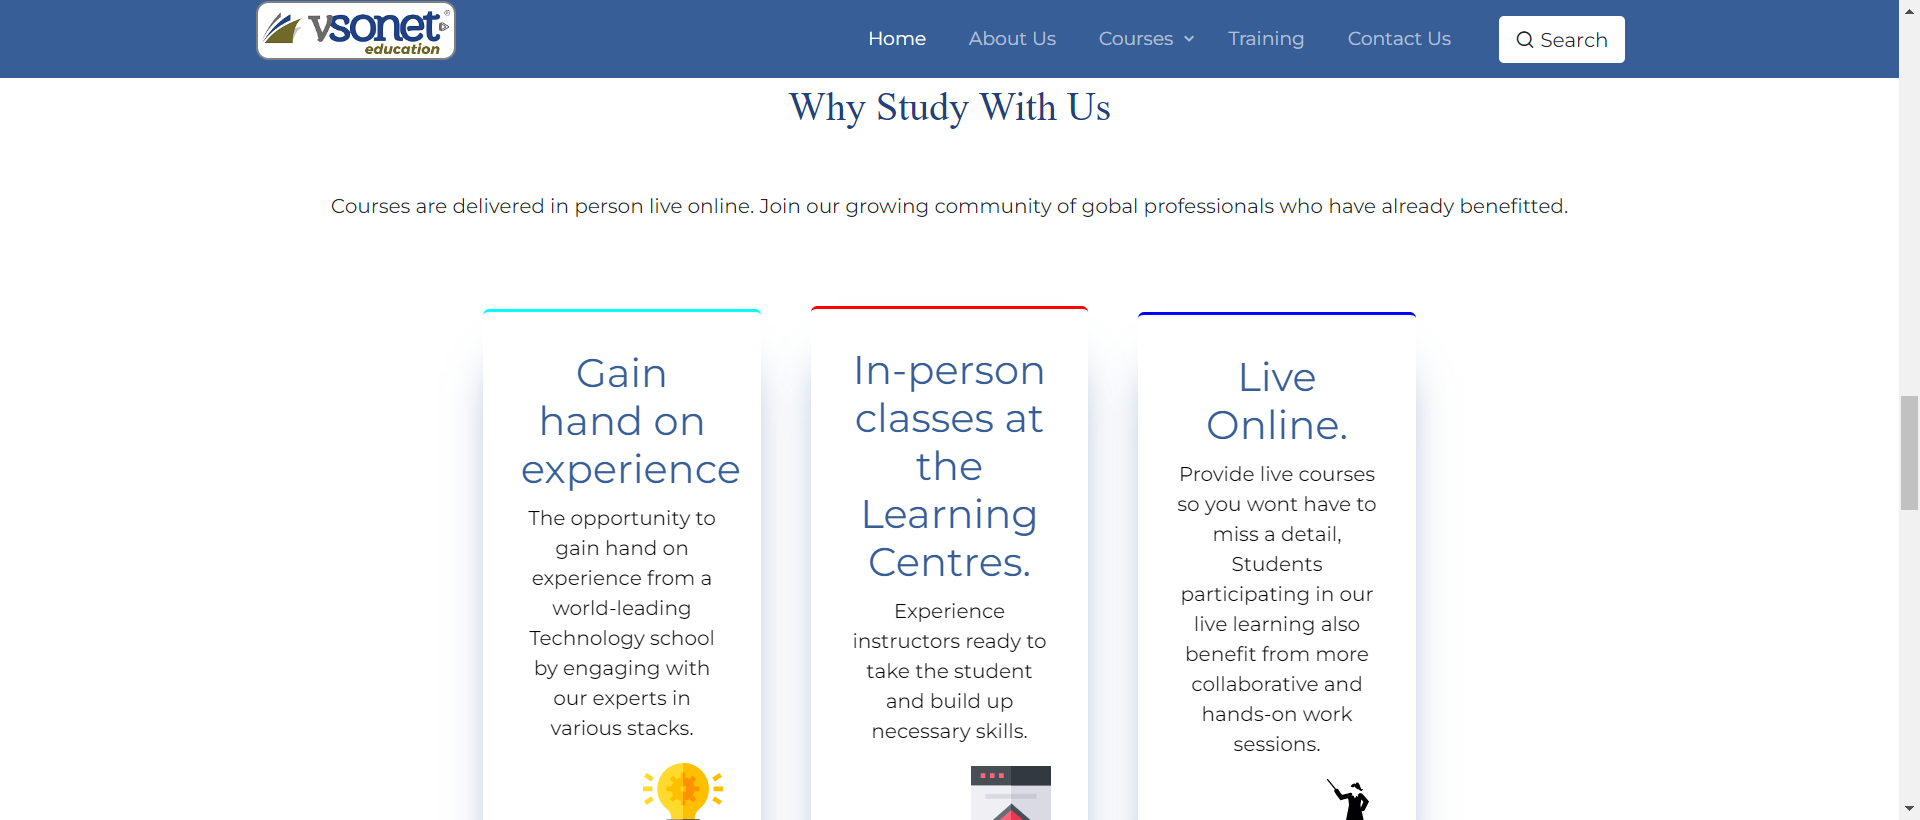 vsonet®
education
Home About Us Courses Training Contact Us Search
Why Study With Us
Courses are delivered in person live online. Join our growing community of gobal professionals who have already benefitted.
Gain
hand on
experience
The opportunity to
gain hand on
experience from a
world-leading
Technology school
by engaging with
our experts in
various stacks.
In-person
classes at
the
Learning
Centres.
Experience
instructors ready to
take the student
and build up
necessary skills.
Live
Online.
Provide live courses
so you wont have to
miss a detail,
Students
participating in our
live learning also
benefit from more
collaborative and
hands-on work
sessions.